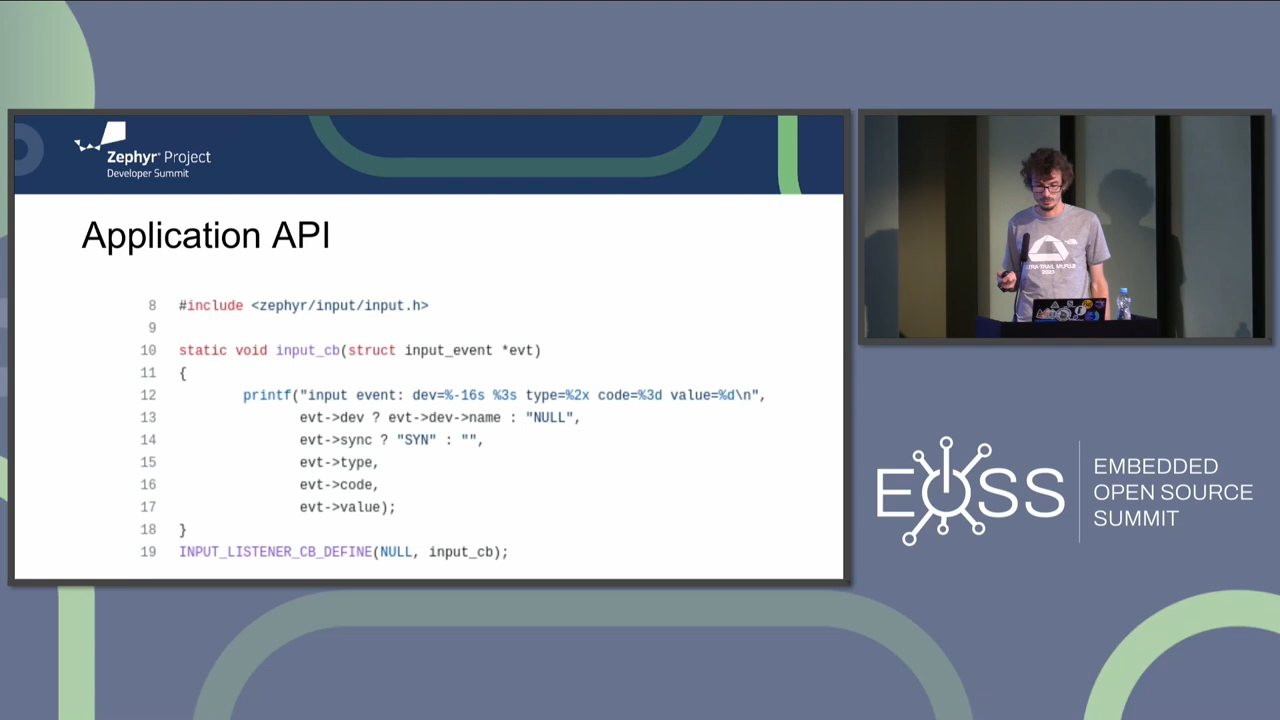 Zephyr® Project
Developer Summit
Application API
8 #include <zephyr/input/input.h>
9
10 static void input_cb(struct input_event *evt)
11 {
12 printf("input event: dev=%-16s %3s type=%2x code=%3d value=%d\n",
13 evt->dev ? evt->dev->name : "NULL",
14 evt->sync ? "SYN" : "",
15 evt->type,
16 evt->code,
17 evt->value);
18 }
19 INPUT_LISTENER_CB_DEFINE(NULL, input_cb);
EOSS
EMBEDDED
OPEN SOURCE
SUMMIT